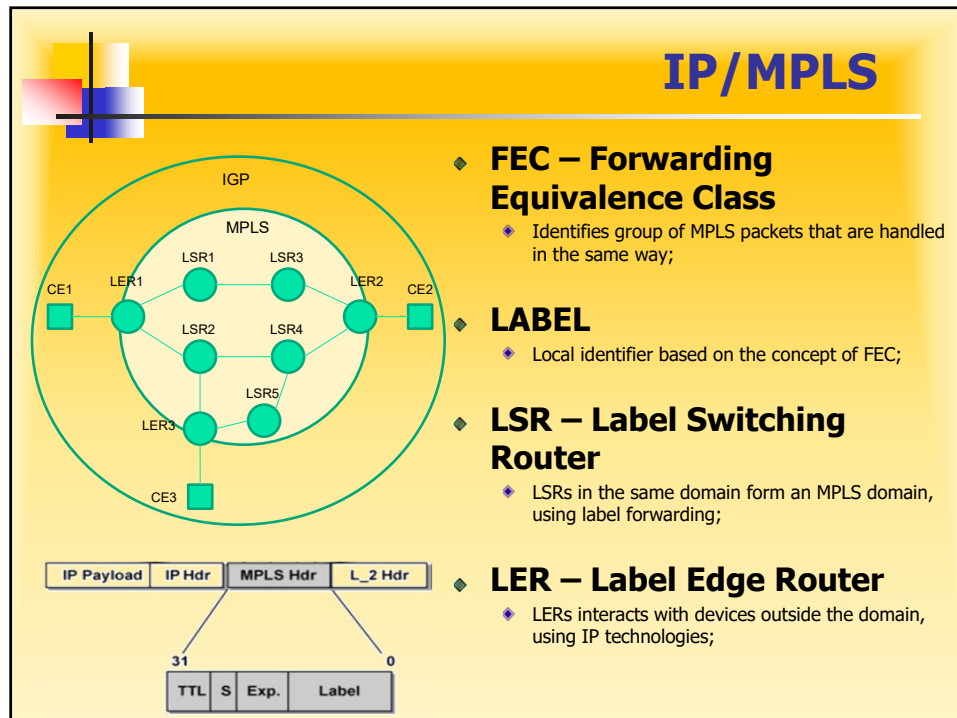 IP/MPLS
IGP
MPLS
LSR1
LSR3
CE1
LER1
LER2
CE2
LSR2
LSR4
LSR5
LER3
CE3
IP Payload
IP Hdr
MPLS Hdr
L_2 Hdr
31
0
TTL
S
Exp.
Label
FEC – Forwarding
Equivalence Class
Identifies group of MPLS packets that are handled
in the same way;
LABEL
Local identifier based on the concept of FEC;
LSR – Label Switching
Router
LSRs in the same domain form an MPLS domain,
using label forwarding;
LER – Label Edge Router
LERs interacts with devices outside the domain,
using IP technologies;